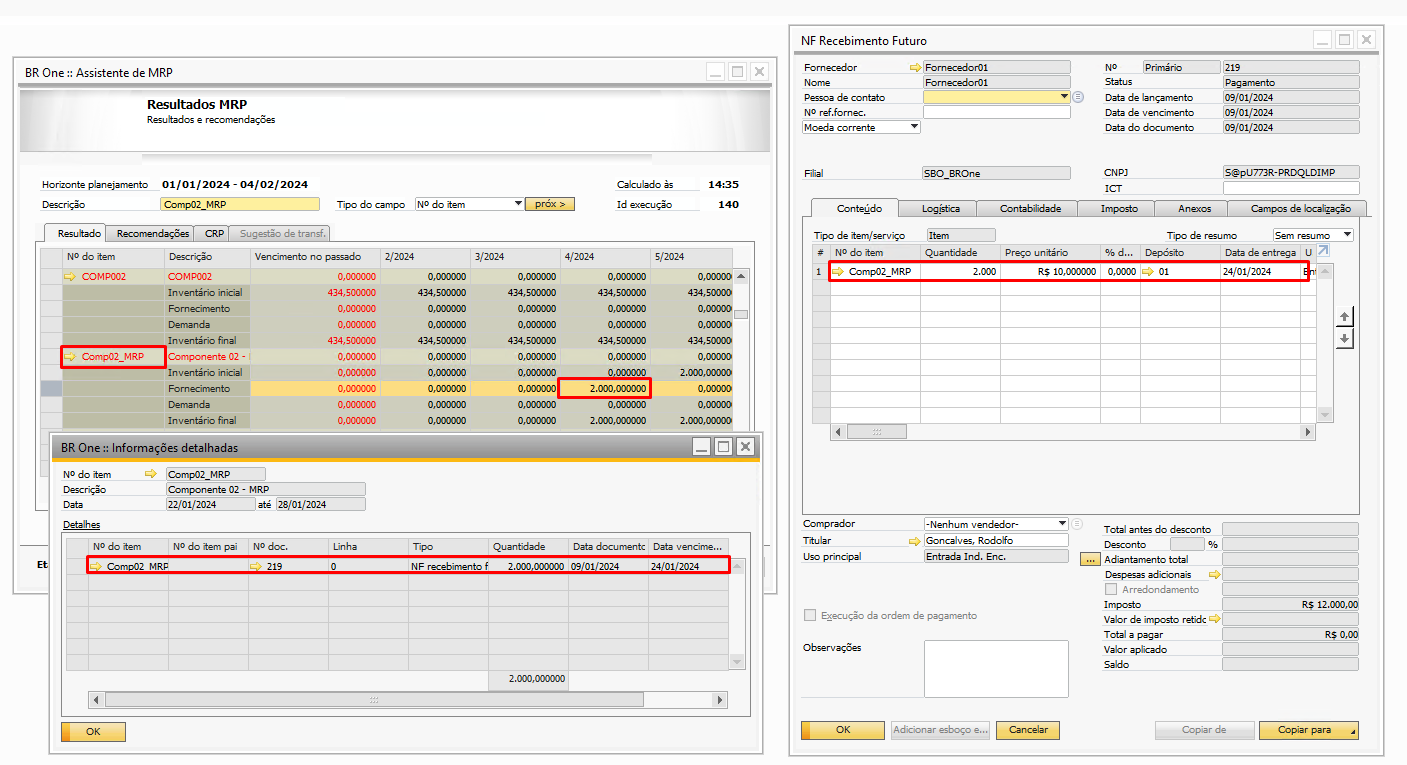 BR One :: Assistente de MRP
Resultados MRP
Resultados e recomendações
Horizonte planejamento 01/01/2024 - 04/02/2024 Calculado às 14:35
Descrição Comp02_MRP Tipo do campo Nº do item próx > Id execução 140
Resultado Recomendações CRP Sugestão de transf.
Nº do item Descrição Vencimento no passado 2/2024 3/2024 4/2024 5/2024
COMP002 COMP002 0,000000 0,000000 0,000000 0,000000 0,00000
Inventário inicial 434,500000 434,500000 434,500000 434,500000 434,50000
Fornecimento 0,000000 0,000000 0,000000 0,000000 0,00000
Demanda 0,000000 0,000000 0,000000 0,000000 0,00000
Inventário final 434,500000 434,500000 434,500000 434,500000 434,50000
Comp02_MRP Componente 02 - 0,000000 0,000000 0,000000 0,000000 0,00000
Inventário inicial 0,000000 0,000000 0,000000 0,000000 2.000,00000
Fornecimento 0,000000 0,000000 0,000000 2.000,000000 0,00000
Demanda 0,000000 0,000000 0,000000 0,000000 0,00000
Inventário final 0,000000 0,000000 0,000000 2.000,000000 2.000,00000
Et
BR One :: Informações detalhadas
Nº do item Comp02_MRP
Descrição Componente 02 - MRP
Data 22/01/2024 até 28/01/2024
Detalhes
Nº do item Nº do item pai Nº doc. Linha Tipo Quantidade Data documento Data vencime...
Comp02_MRP 219 0 NF recebimento f 2.000,000000 09/01/2024 24/01/2024
2.000,000000
OK
NF Recebimento Futuro
Fornecedor Fornecedor01 Nº Primário 219
Nome Fornecedor01 Status Pagamento
Pessoa de contato Data de lançamento 09/01/2024
Nº ref.fornec. Data de vencimento 09/01/2024
Moeda corrente Data do documento 09/01/2024
Filial SBO_BROne CNPJ S@pU773R-PRDQLDIMP
ICT
Conteúdo Logística Contabilidade Imposto Anexos Campos de localização
Tipo de item/serviço Item Tipo de resumo Sem resumo
# Nº do item Quantidade Preço unitário % d... Depósito Data de entrega U
1 Comp02_MRP 2.000 R$ 10,000000 0,0000 01 24/01/2024 Ent
Comprador -Nenhum vendedor- Total antes do desconto
Titular Goncalves, Rodolfo Desconto %
Uso principal Entrada Ind. Enc. ... Adiantamento total
Despesas adicionais
Arredondamento
Imposto R$ 12.000,00
Execução da ordem de pagamento Valor de imposto retido
Total a pagar R$ 0,00
Observações Valor aplicado
Saldo
OK Adicionar esboço e... Cancelar Copiar de Copiar para